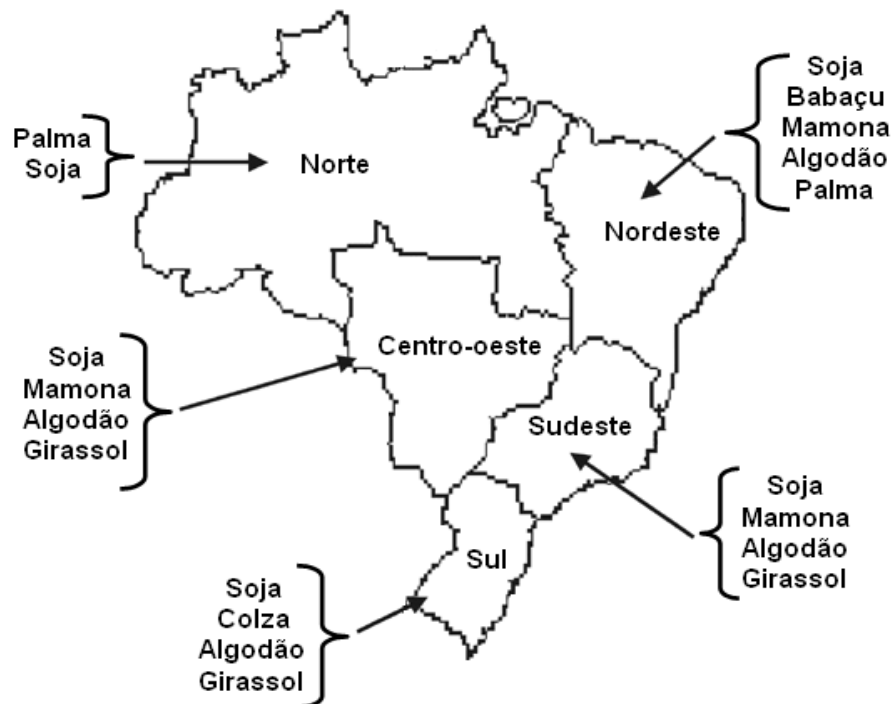 Soja
Babaçu
Mamona
Algodão
Palma
Palma
Soja
Norte
Nordeste
Centro-oeste
Soja
Mamona
Algodão
Girassol
Sudeste
Soja
Mamona
Algodão
Girassol
Sul
Soja
Colza
Algodão
Girassol